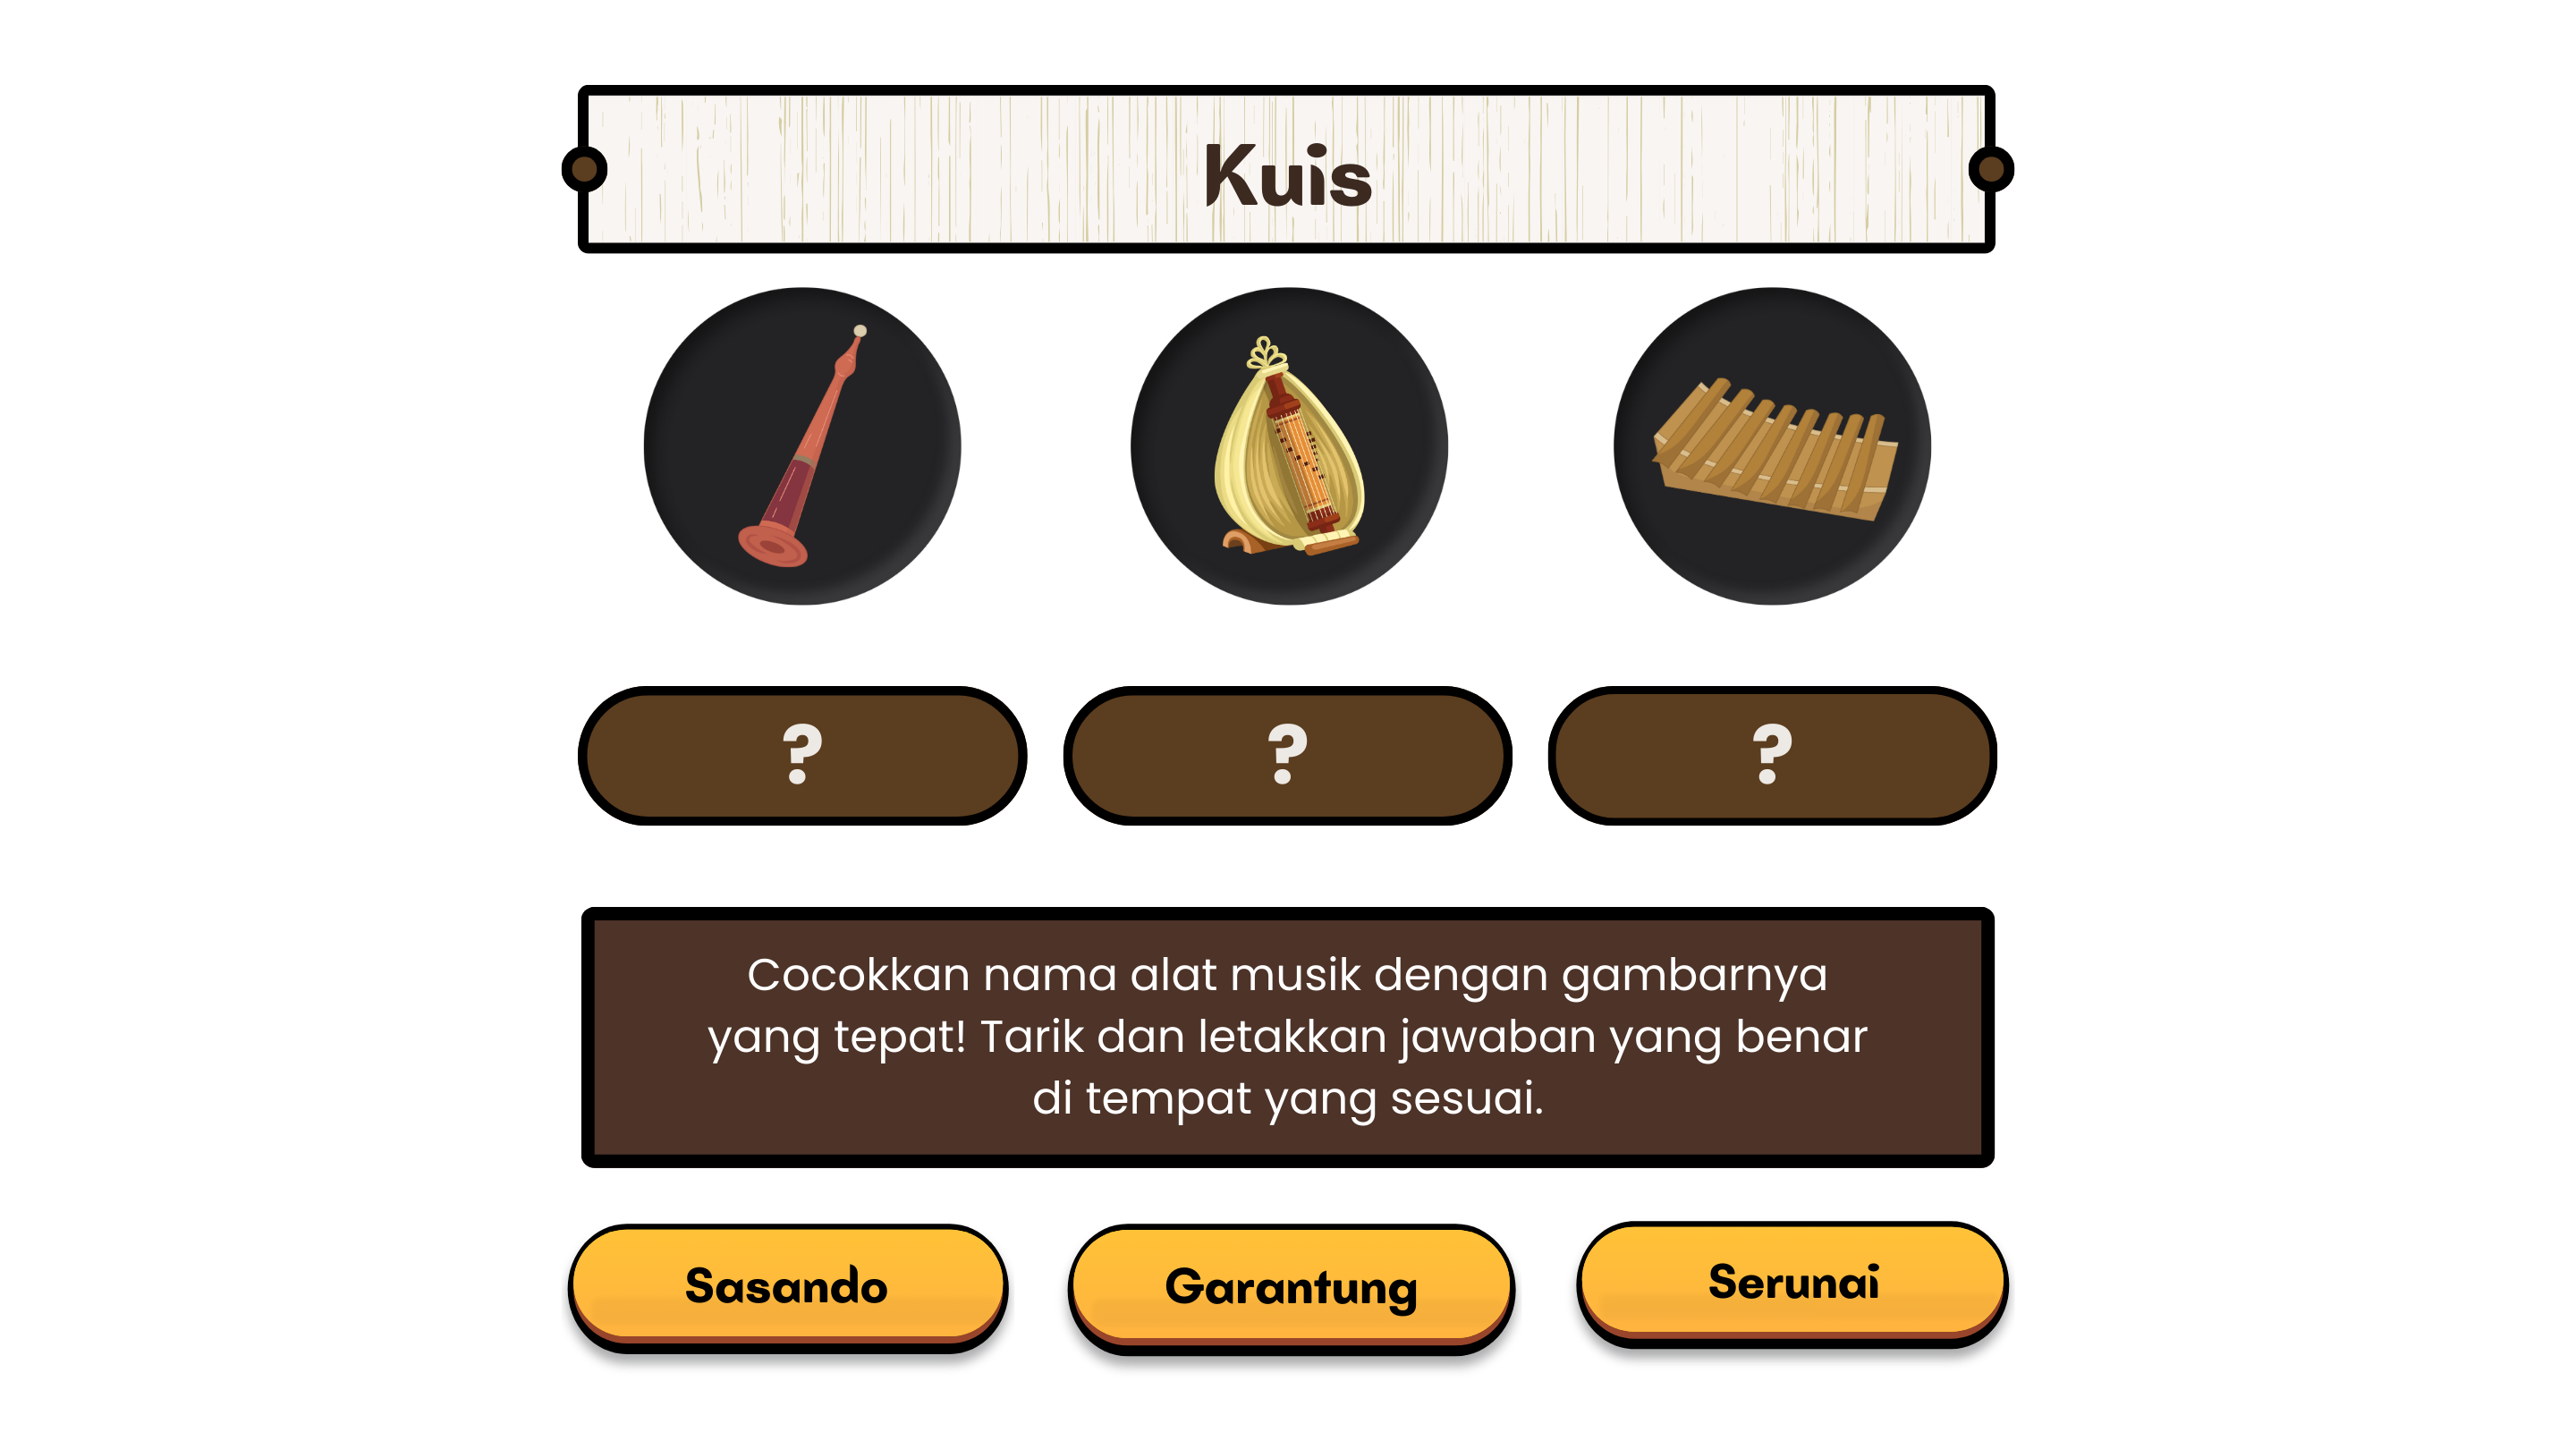 Kuis
?
?
?
Cocokkan nama alat musik dengan gambarnya
yang tepat! Tarik dan letakkan jawaban yang benar
di tempat yang sesuai.
Sasando
Garantung
Serunai